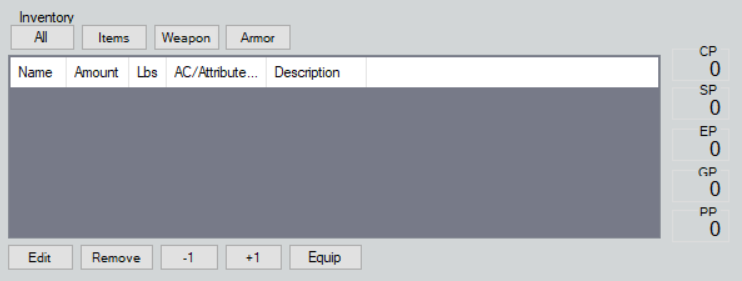 Inventory
All Items Weapon Armor
Name Amount Lbs AC/Attribute... Description
CP
0
SP
0
EP
0
GP
0
PP
0
Edit Remove -1 +1 Equip